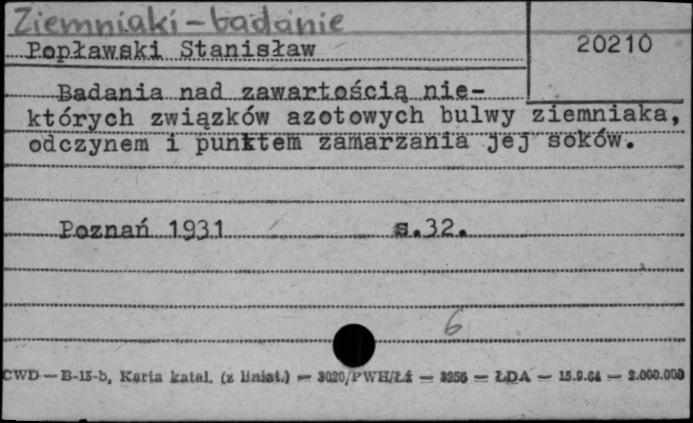 Ziemniaki - badanie
Popławski Stanisław
20210
Badania nad zawartością nie-
których związków azotowych bulwy ziemniaka,
odczynem i punktem zamarzania jej soków.
Poznań 1931 s.32.
6
CWD — B-15-b, Karta katal. (z liniat.) — 3020/PWH/Łź — 3256 — ŁDA — 15.9.64 — 2.000.000